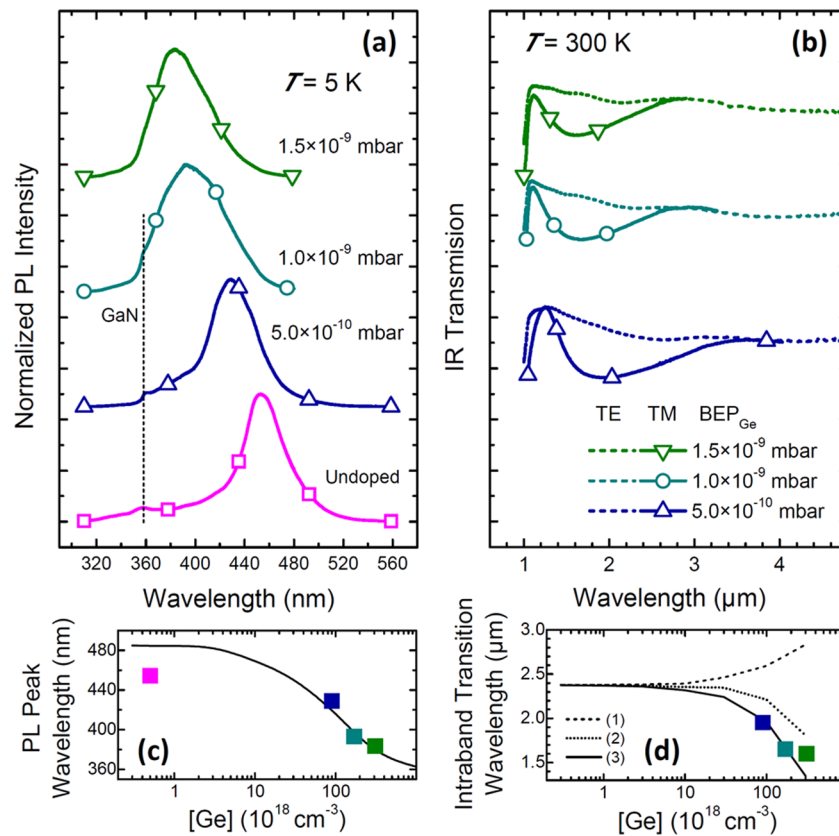 (a)
T = 5 K
1.5×10⁻⁹ mbar
1.0×10⁻⁹ mbar
GaN
5.0×10⁻¹⁰ mbar
Undoped
Normalized PL Intensity
320 360 400 440 480 520 560
Wavelength (nm)
(b)
T = 300 K
IR Transmision
TE TM BEP_Ge
1.5×10⁻⁹ mbar
1.0×10⁻⁹ mbar
5.0×10⁻¹⁰ mbar
1 2 3 4
Wavelength (µm)
PL Peak
Wavelength (nm)
480
440
400
360
(c)
1 10 100
[Ge] (10¹⁸ cm⁻³)
Intraband Transition
Wavelength (µm)
3.0
2.5
2.0
1.5
(1)
(2)
(3)
(d)
1 10 100
[Ge] (10¹⁸ cm⁻³)